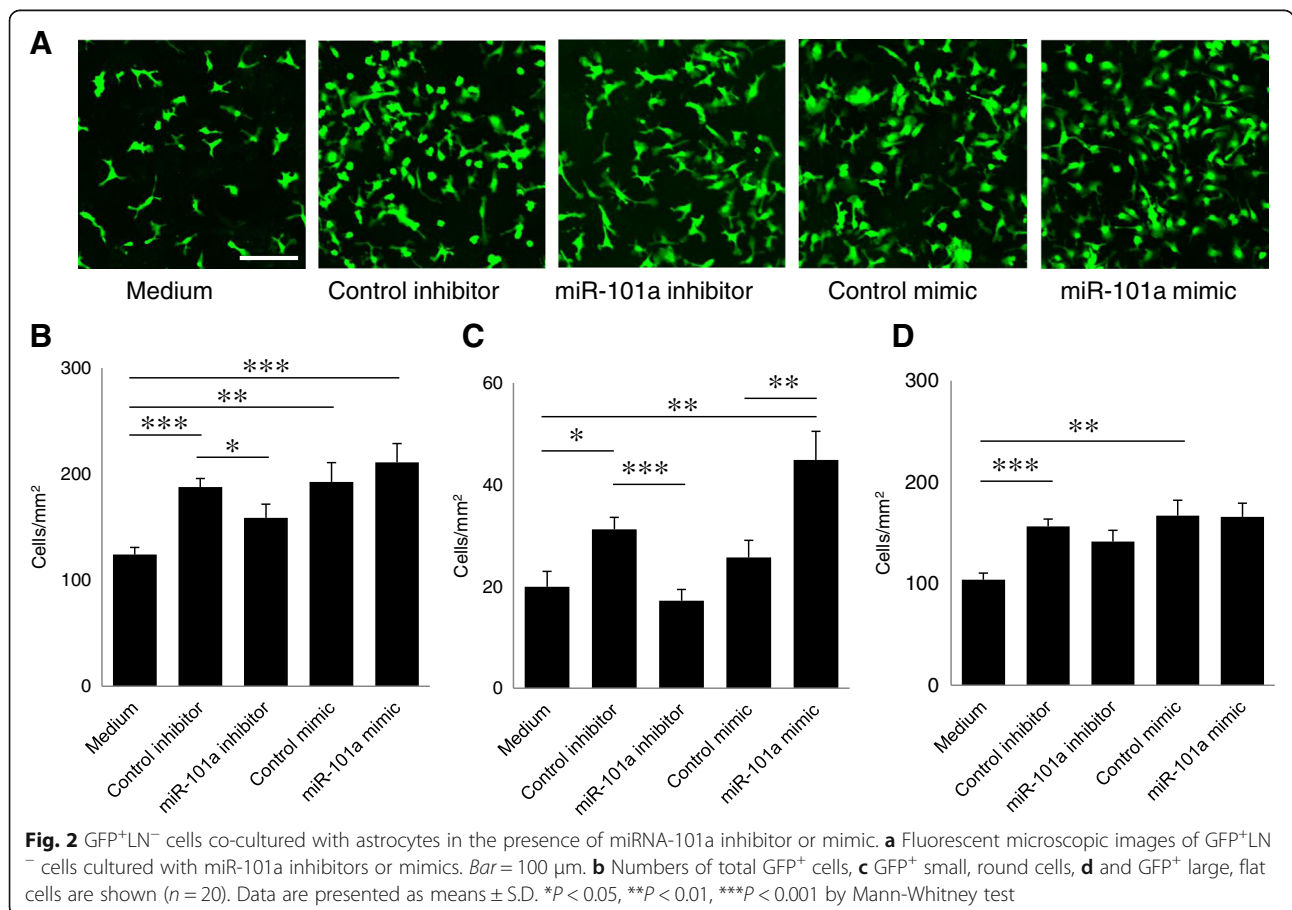 A
Medium
Control inhibitor
miR-101a inhibitor
Control mimic
miR-101a mimic
B
300
200
100
0
Cells/mm²
***
**
***
*
Medium
Control inhibitor
miR-101a inhibitor
Control mimic
miR-101a mimic
C
60
40
20
0
Cells/mm²
**
**
*
***
Medium
Control inhibitor
miR-101a inhibitor
Control mimic
miR-101a mimic
D
300
200
100
0
Cells/mm²
**
***
Medium
Control inhibitor
miR-101a inhibitor
Control mimic
miR-101a mimic
Fig. 2 GFP⁺LN⁻ cells co-cultured with astrocytes in the presence of miRNA-101a inhibitor or mimic. a Fluorescent microscopic images of GFP⁺LN
⁻ cells cultured with miR-101a inhibitors or mimics. Bar = 100 μm. b Numbers of total GFP⁺ cells, c GFP⁺ small, round cells, d and GFP⁺ large, flat
cells are shown (n = 20). Data are presented as means ± S.D. *P < 0.05, **P < 0.01, ***P < 0.001 by Mann-Whitney test